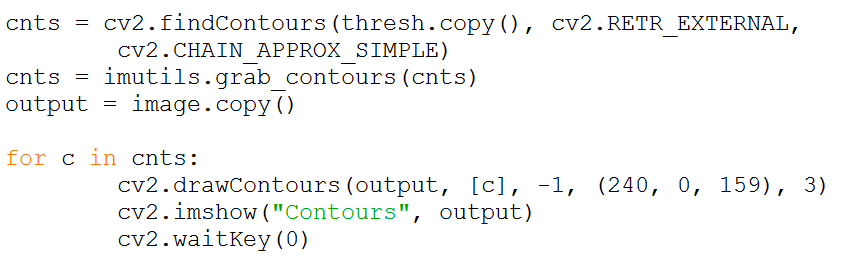 cnts = cv2.findContours(thresh.copy(), cv2.RETR_EXTERNAL,
        cv2.CHAIN_APPROX_SIMPLE)
cnts = imutils.grab_contours(cnts)
output = image.copy()

for c in cnts:
        cv2.drawContours(output, [c], -1, (240, 0, 159), 3)
        cv2.imshow("Contours", output)
        cv2.waitKey(0)